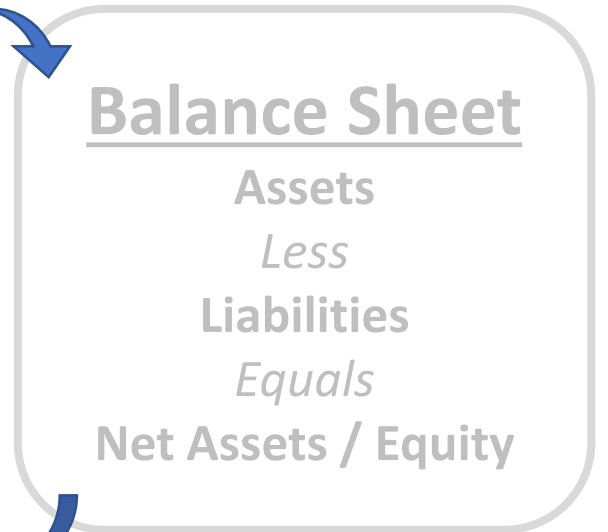 Balance Sheet
Assets
Less
Liabilities
Equals
Net Assets / Equity